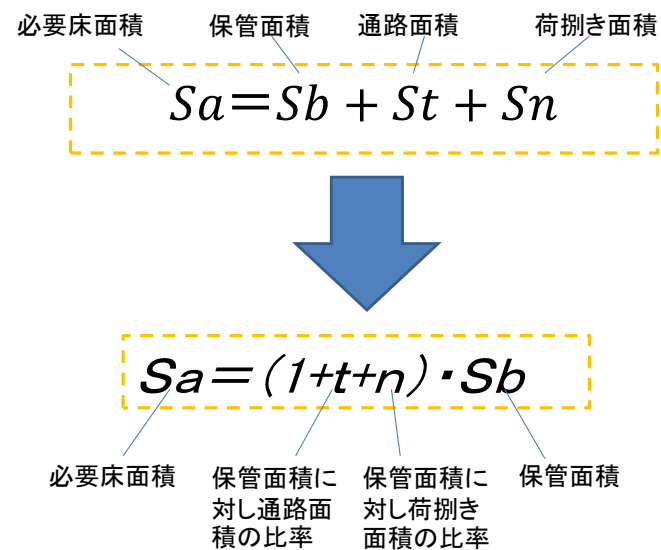 必要床面積 保管面積 通路面積 荷捌き面積
Sa＝Sb + St + Sn
Sa＝(1+t+n)・Sb
必要床面積
保管面積に
対し通路面
積の比率
保管面積に
対し荷捌き
面積の比率
保管面積